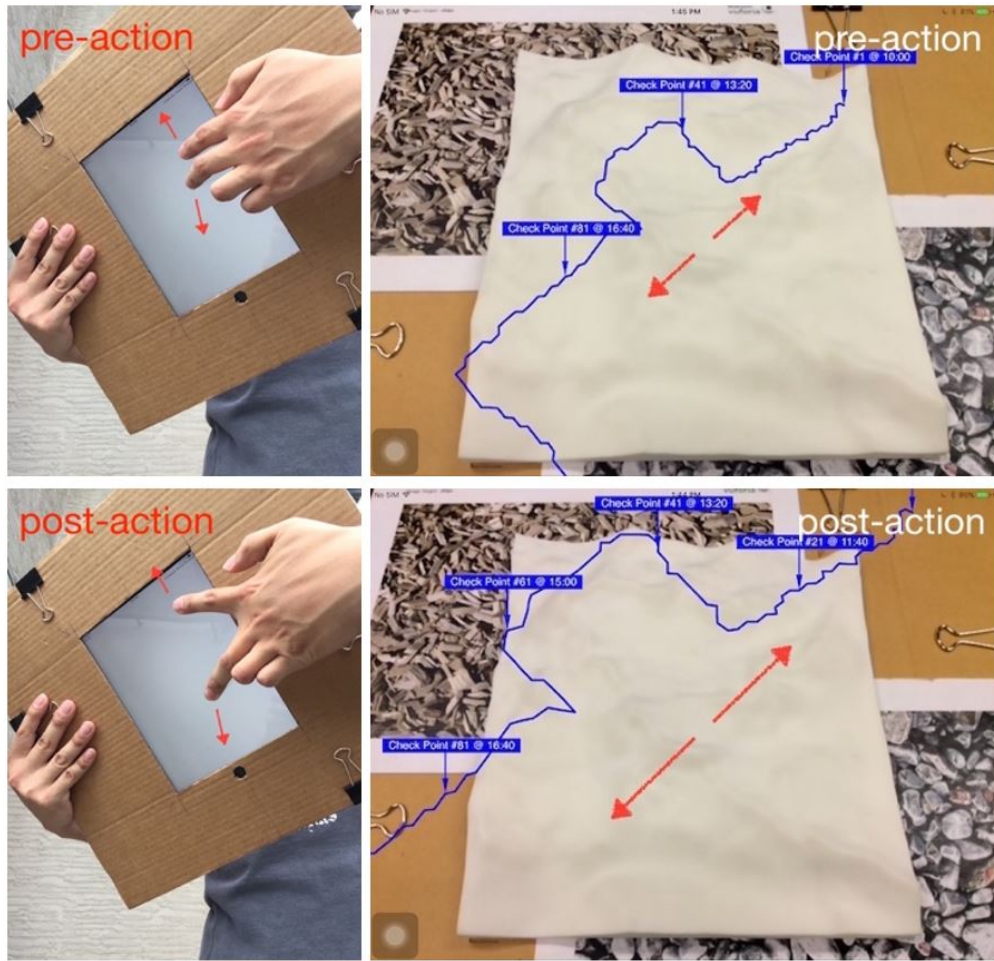 pre-action
No SIM
1:45 PM
pre-action
Check Point #1 @ 10:00
Check Point #41 @ 13:20
Check Point #81 @ 16:40
post-action
No SIM
Check Point #41 @ 13:20
post-action
Check Point #21 @ 11:40
Check Point #61 @ 15:00
Check Point #81 @ 16:40